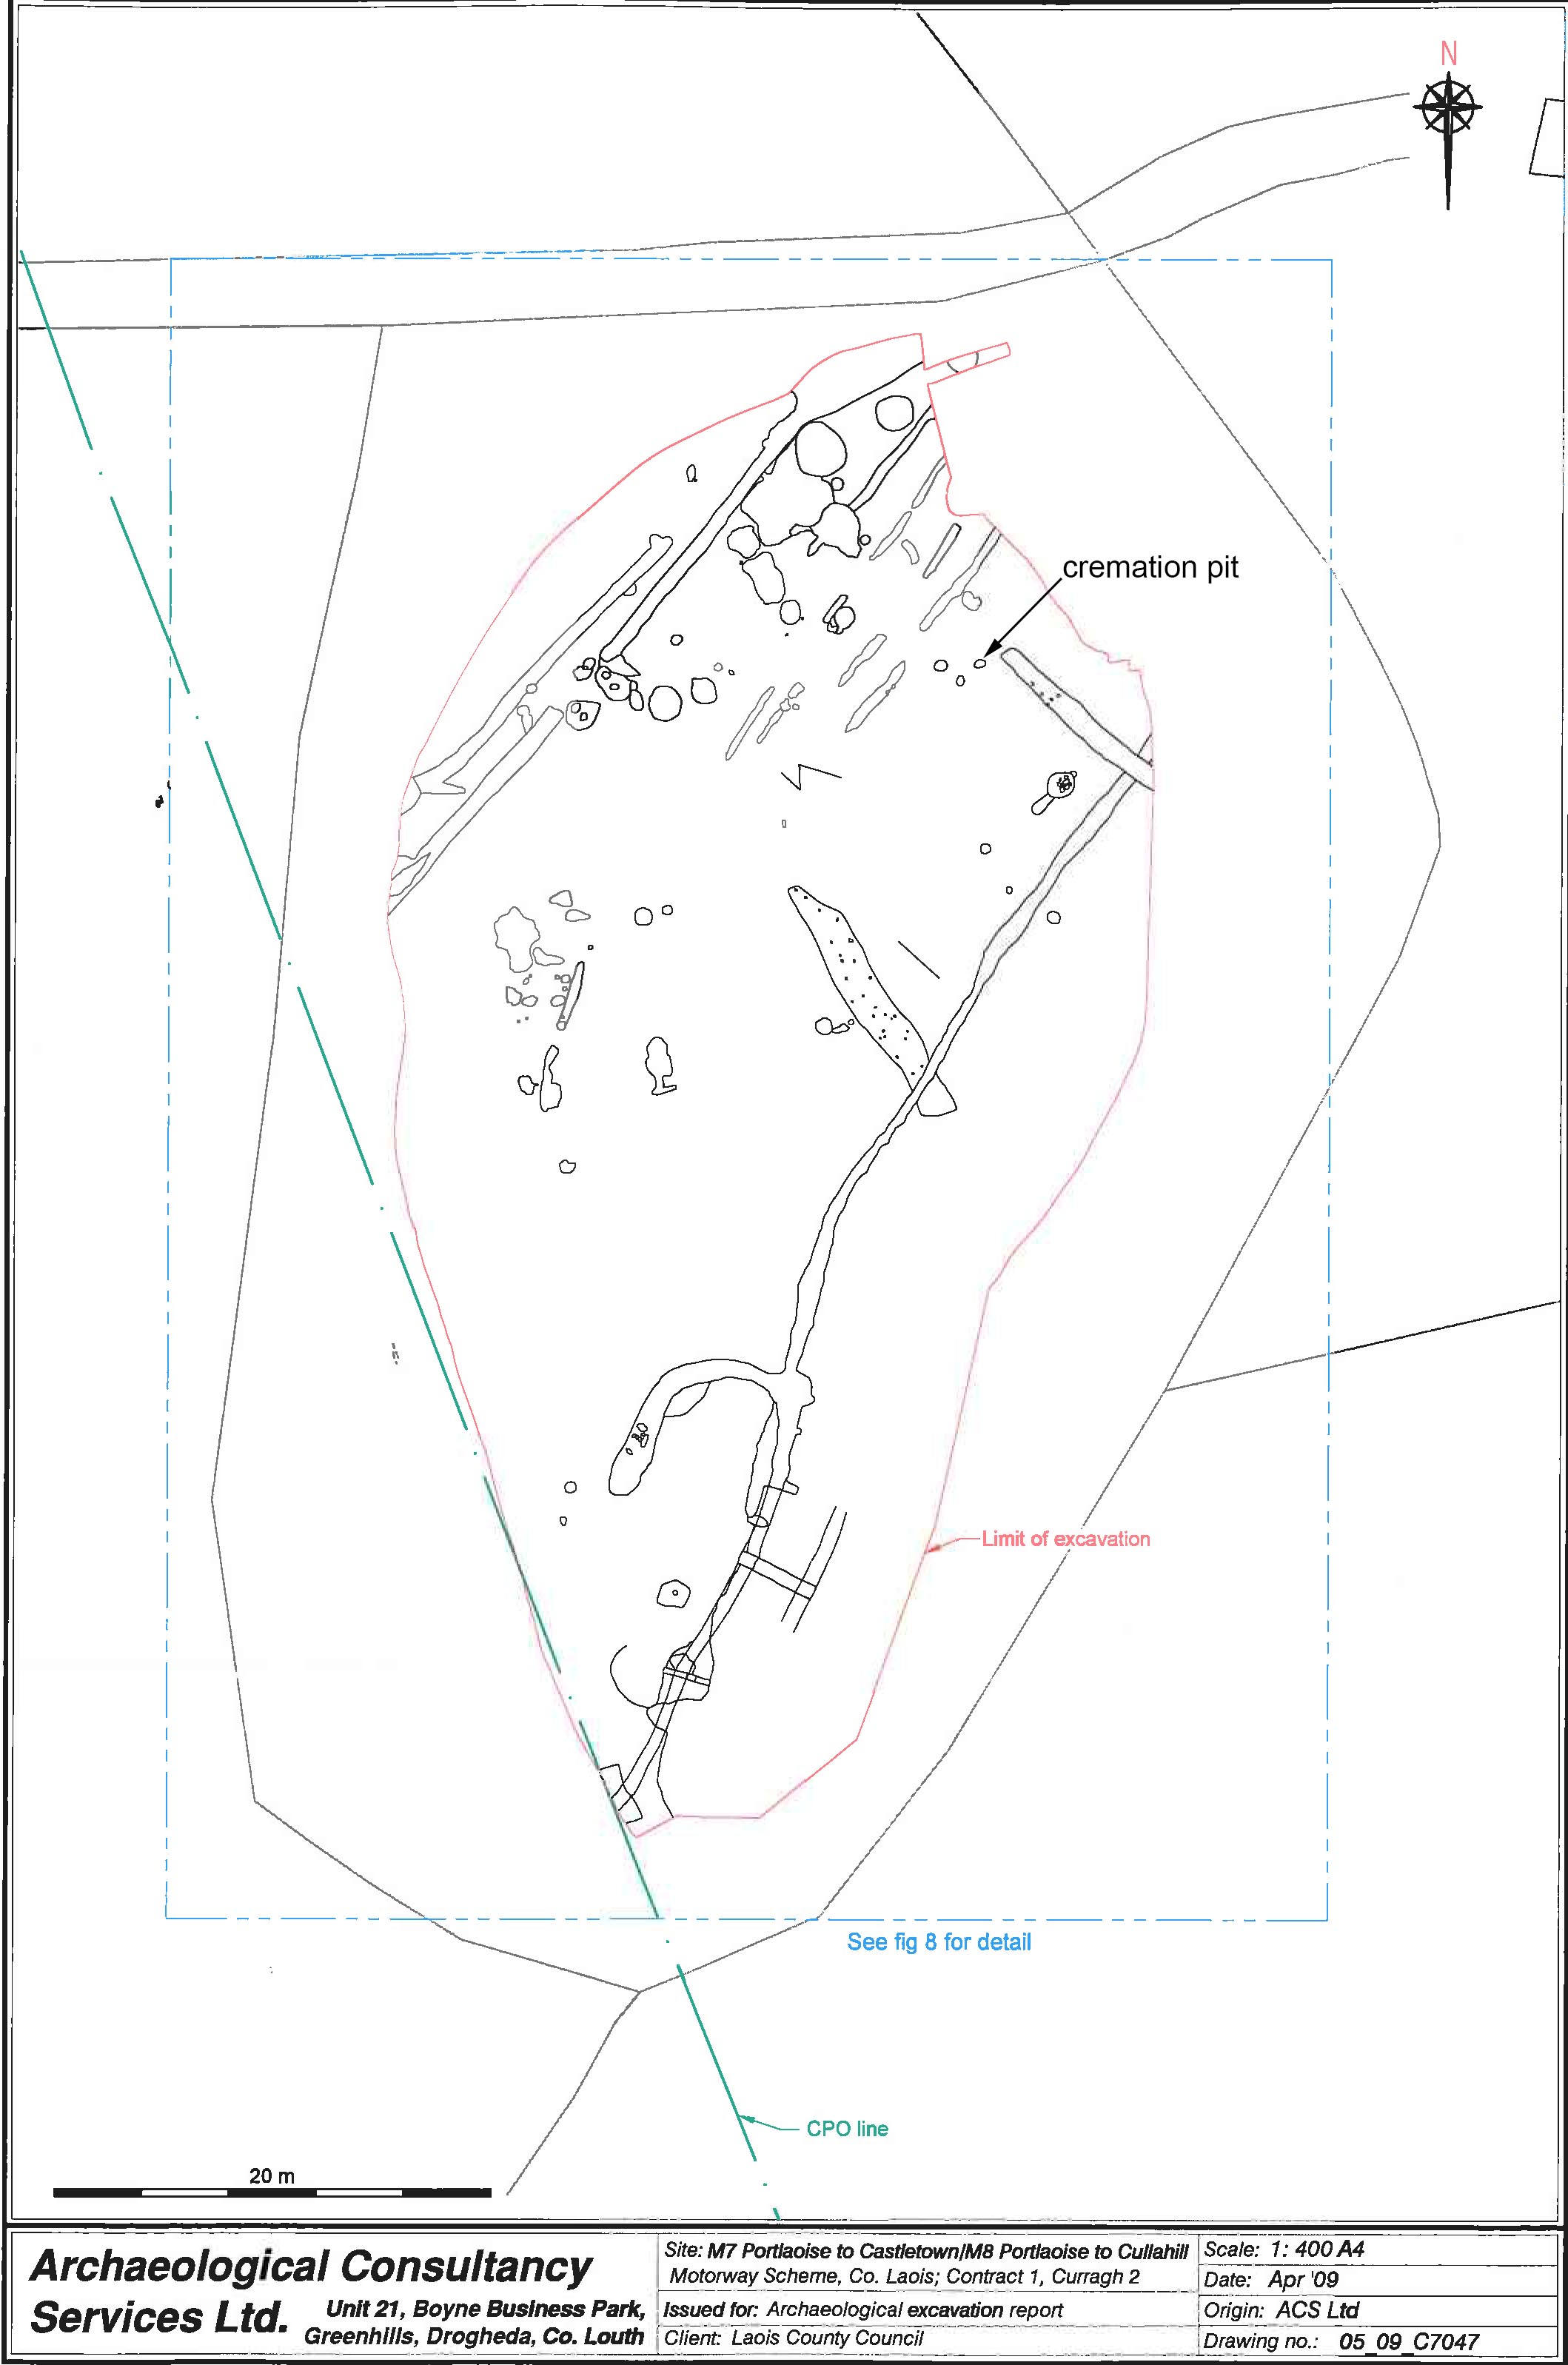 N
cremation pit
Limit of excavation
See fig 8 for detail
CPO line
20 m
Archaeological Consultancy
Services Ltd. Unit 21, Boyne Business Park,
Greenhills, Drogheda, Co. Louth
Site: M7 Portlaoise to Castletown/M8 Portlaoise to Cullahill
Motorway Scheme, Co. Laois; Contract 1, Curragh 2
Issued for: Archaeological excavation report
Client: Laois County Council
Scale: 1: 400 A4
Date: Apr '09
Origin: ACS Ltd
Drawing no.: 05_09_C7047